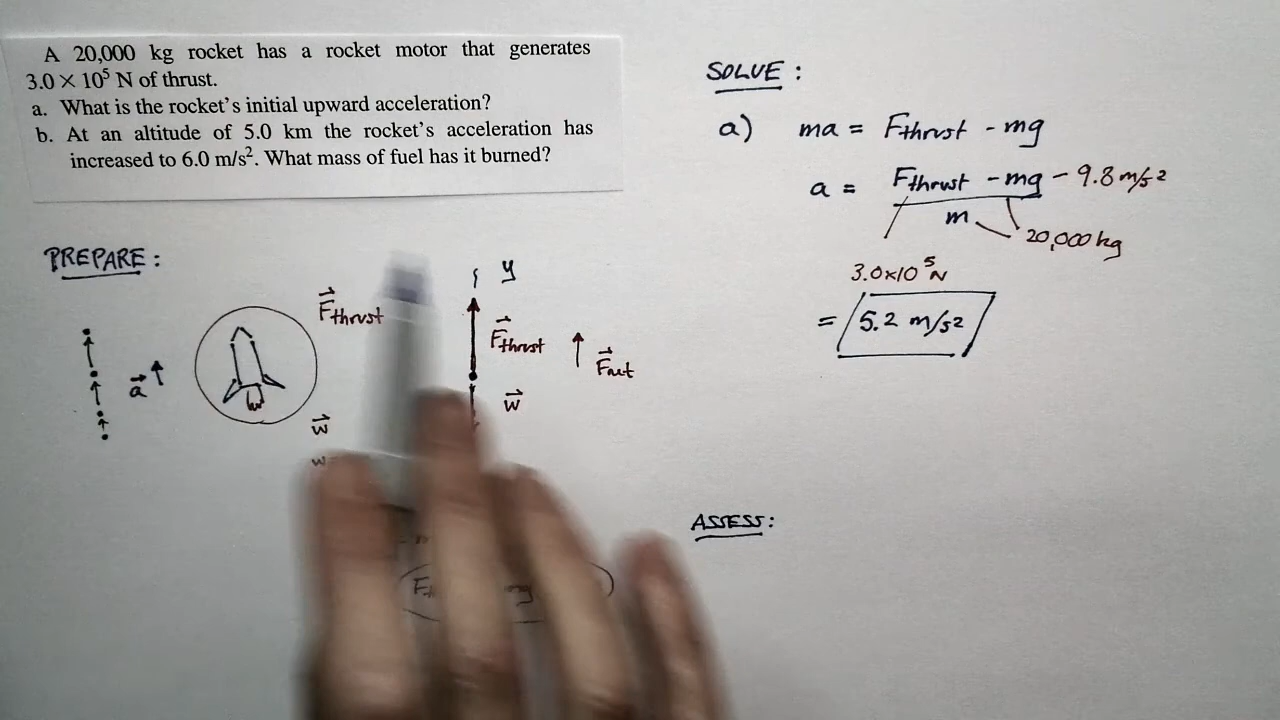 A 20,000 kg rocket has a rocket motor that generates
3.0 × 10⁵ N of thrust.
a. What is the rocket's initial upward acceleration?
b. At an altitude of 5.0 km the rocket's acceleration has
increased to 6.0 m/s². What mass of fuel has it burned?
PREPARE:
F⃗thrust
a⃗
w⃗
w
y
F⃗thrust
F⃗net
w⃗
SOLVE:
a) ma = Fthrust - mg
a = Fthrust - mg - 9.8 m/s²
m
20,000 kg
3.0×10⁵ N
= 5.2 m/s²
ASSESS: